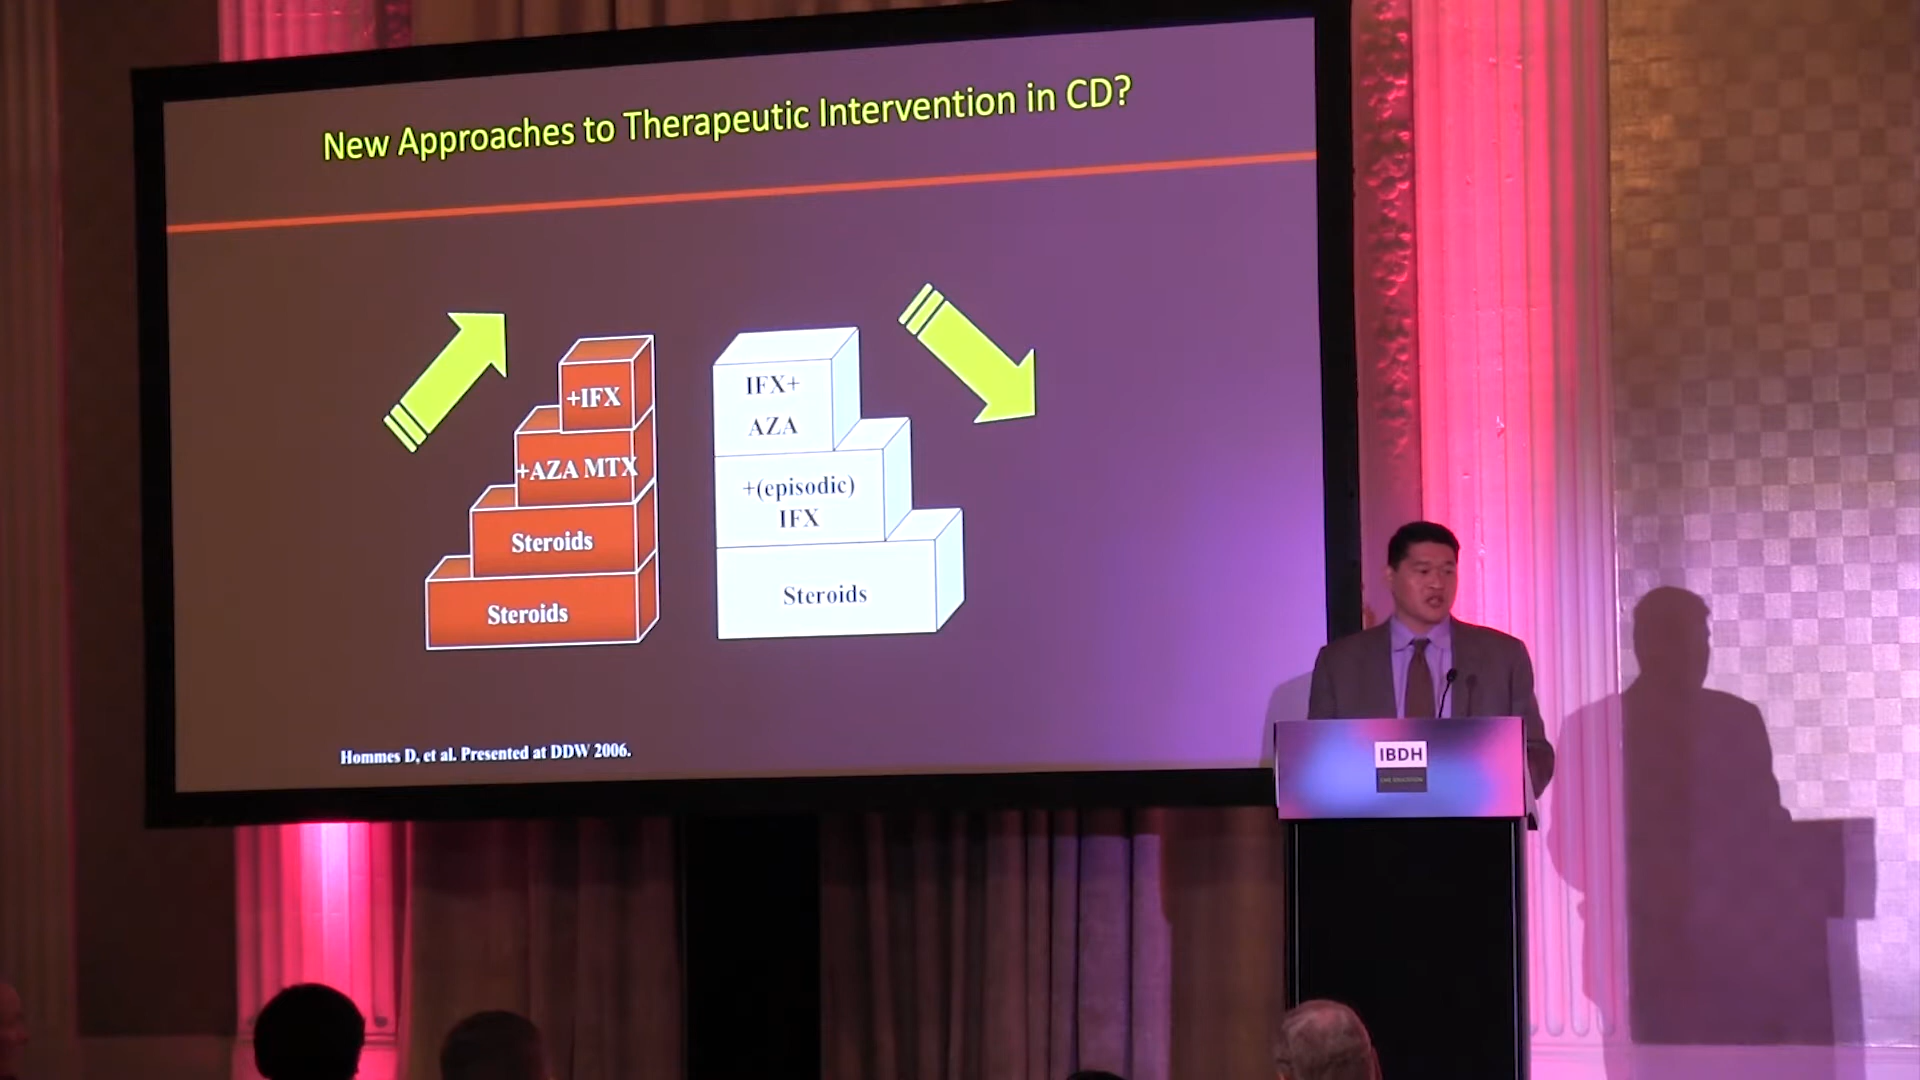 New Approaches to Therapeutic Intervention in CD?
+IFX
+AZA MTX
Steroids
Steroids
IFX+
AZA
+(episodic)
IFX
Steroids
Hommes D, et al. Presented at DDW 2006.
IBDH